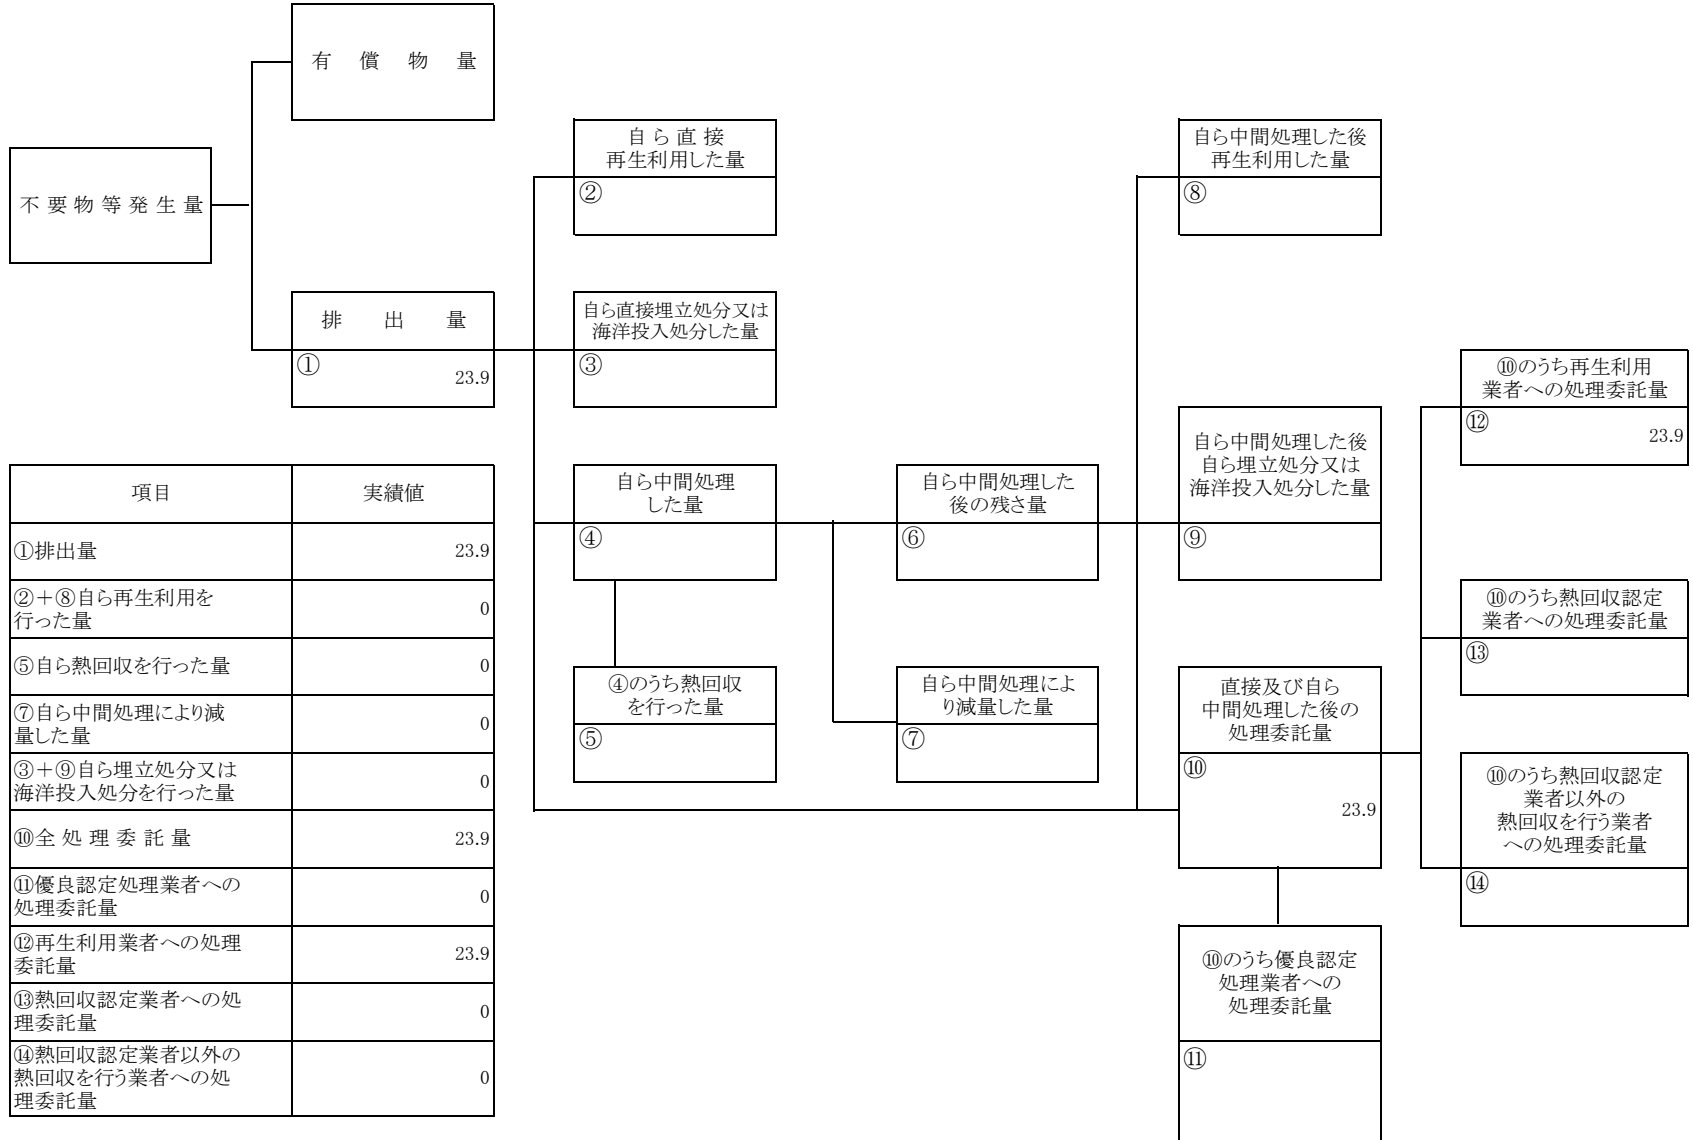 有償物量
不要物等発生量
排出量
①
23.9
自ら直接
再生利用した量
②
自ら直接埋立処分又は
海洋投入処分した量
③
自ら中間処理
した量
④
④のうち熱回収
を行った量
⑤
自ら中間処理した
後の残さ量
⑥
自ら中間処理によ
り減量した量
⑦
自ら中間処理した後
再生利用した量
⑧
自ら中間処理した後
自ら埋立処分又は
海洋投入処分した量
⑨
直接及び自ら
中間処理した後の
処理委託量
⑩
23.9
⑩のうち優良認定
処理業者への
処理委託量
⑪
⑩のうち再生利用
業者への処理委託量
⑫
23.9
⑩のうち熱回収認定
業者への処理委託量
⑬
⑩のうち熱回収認定
業者以外の
熱回収を行う業者
への処理委託量
⑭
項目 実績値
①排出量 23.9
②＋⑧自ら再生利用を
行った量 0
⑤自ら熱回収を行った量 0
⑦自ら中間処理により減
量した量 0
③＋⑨自ら埋立処分又は
海洋投入処分を行った量 0
⑩全処理委託量 23.9
⑪優良認定処理業者への
処理委託量 0
⑫再生利用業者への処理
委託量 23.9
⑬熱回収認定業者への処
理委託量 0
⑭熱回収認定業者以外の
熱回収を行う業者への処
理委託量 0